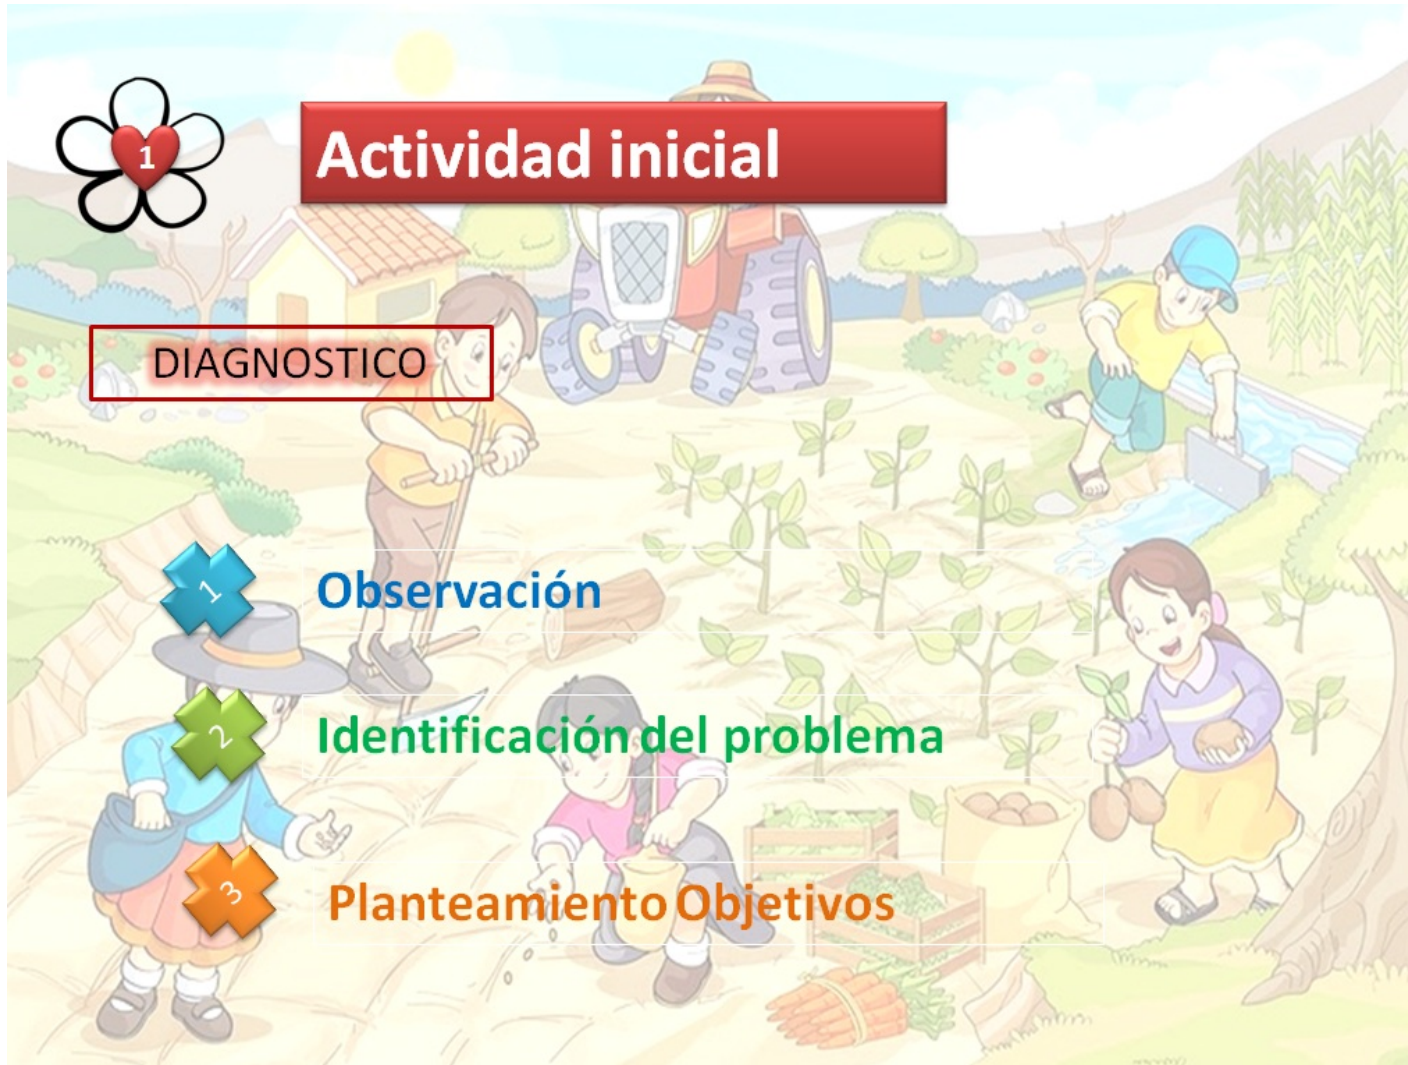 1
Actividad inicial
DIAGNOSTICO
1
Observación
2
Identificación del problema
3
Planteamiento Objetivos